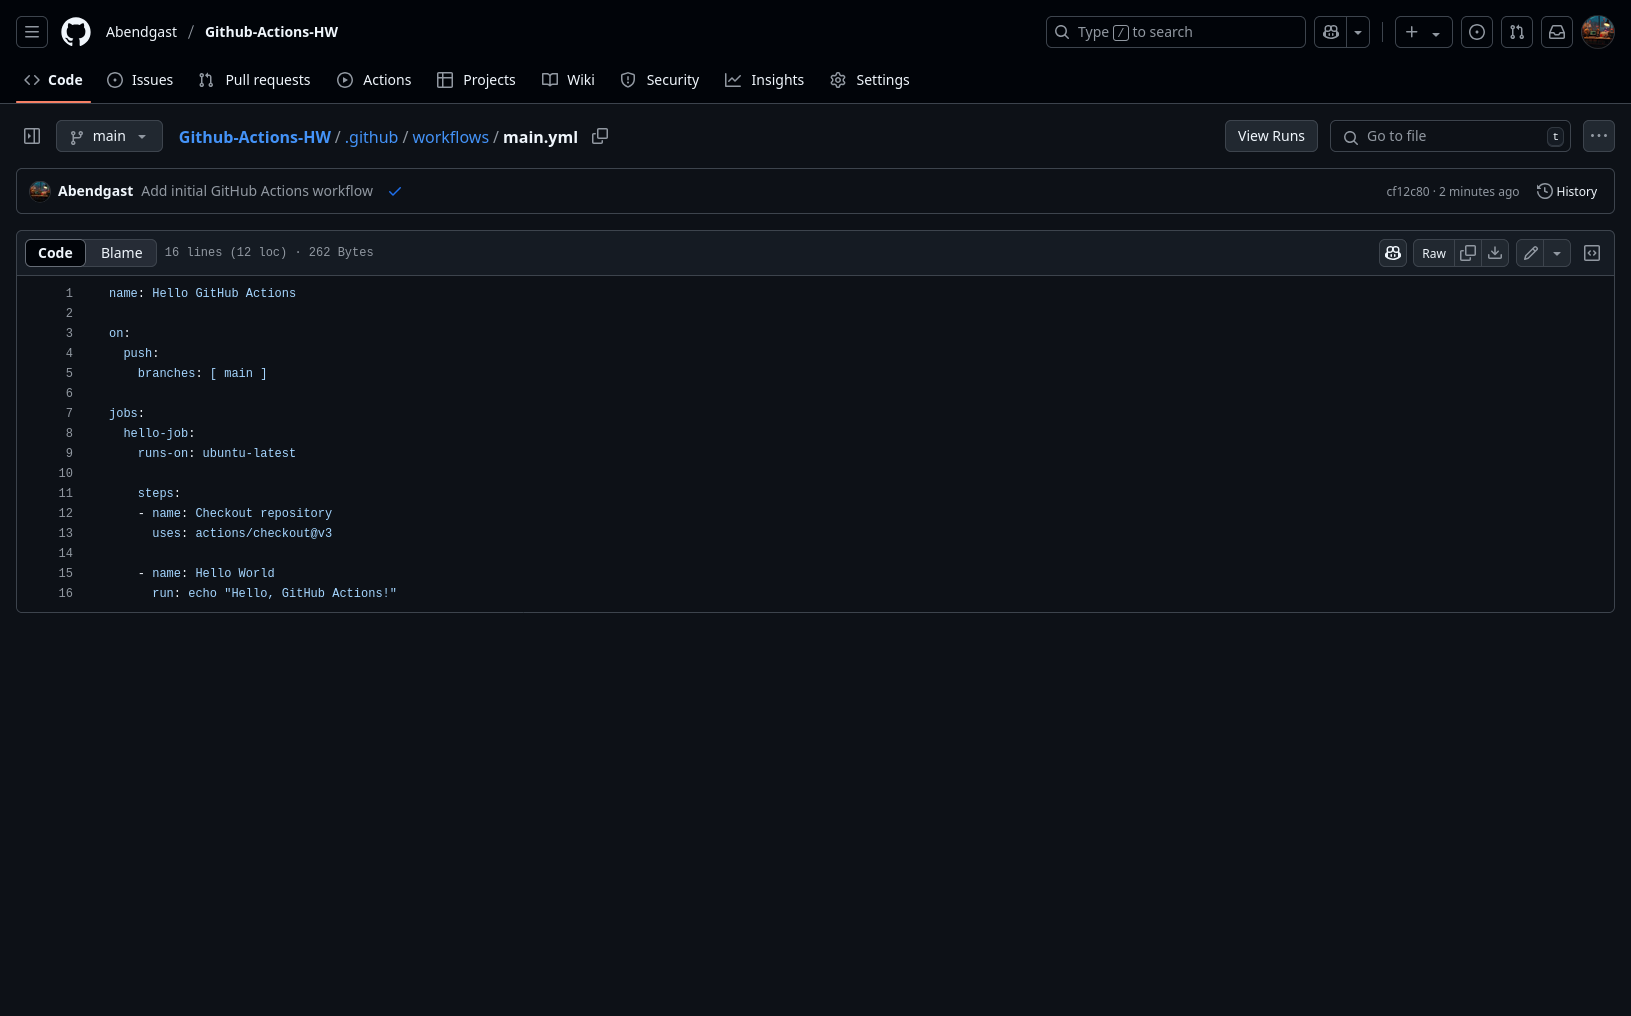 Abendgast / Github-Actions-HW
Type / to search
Code Issues Pull requests Actions Projects Wiki Security Insights Settings
main Github-Actions-HW / .github / workflows / main.yml View Runs Go to file t
Abendgast Add initial GitHub Actions workflow cf12c80 · 2 minutes ago History
Code Blame 16 lines (12 loc) · 262 Bytes Raw
1 name: Hello GitHub Actions
2
3 on:
4   push:
5     branches: [ main ]
6
7 jobs:
8   hello-job:
9     runs-on: ubuntu-latest
10
11     steps:
12     - name: Checkout repository
13       uses: actions/checkout@v3
14
15     - name: Hello World
16       run: echo "Hello, GitHub Actions!"